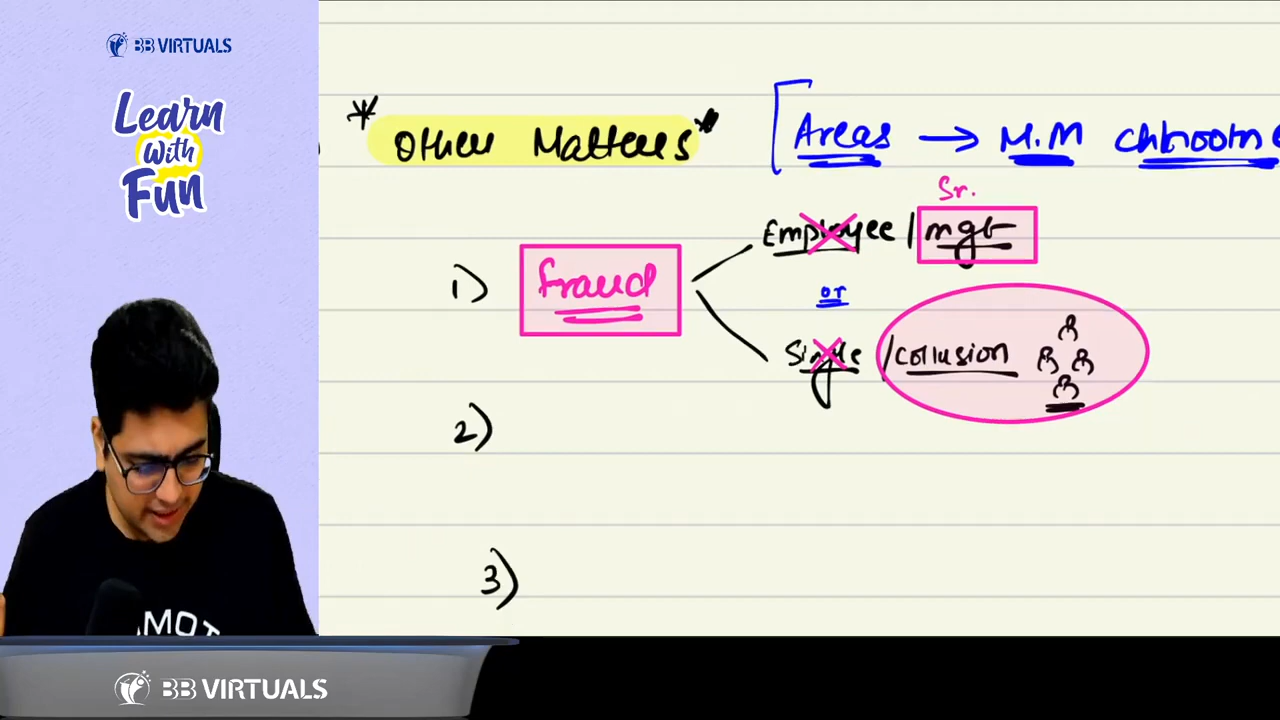 BB VIRTUALS
Learn
With
Fun
* Other Matters *
[Areas → M.M
Sr.
Employee / mgt
1) fraud
or
Single / collusion
2)
3)
MOT
BB VIRTUALS